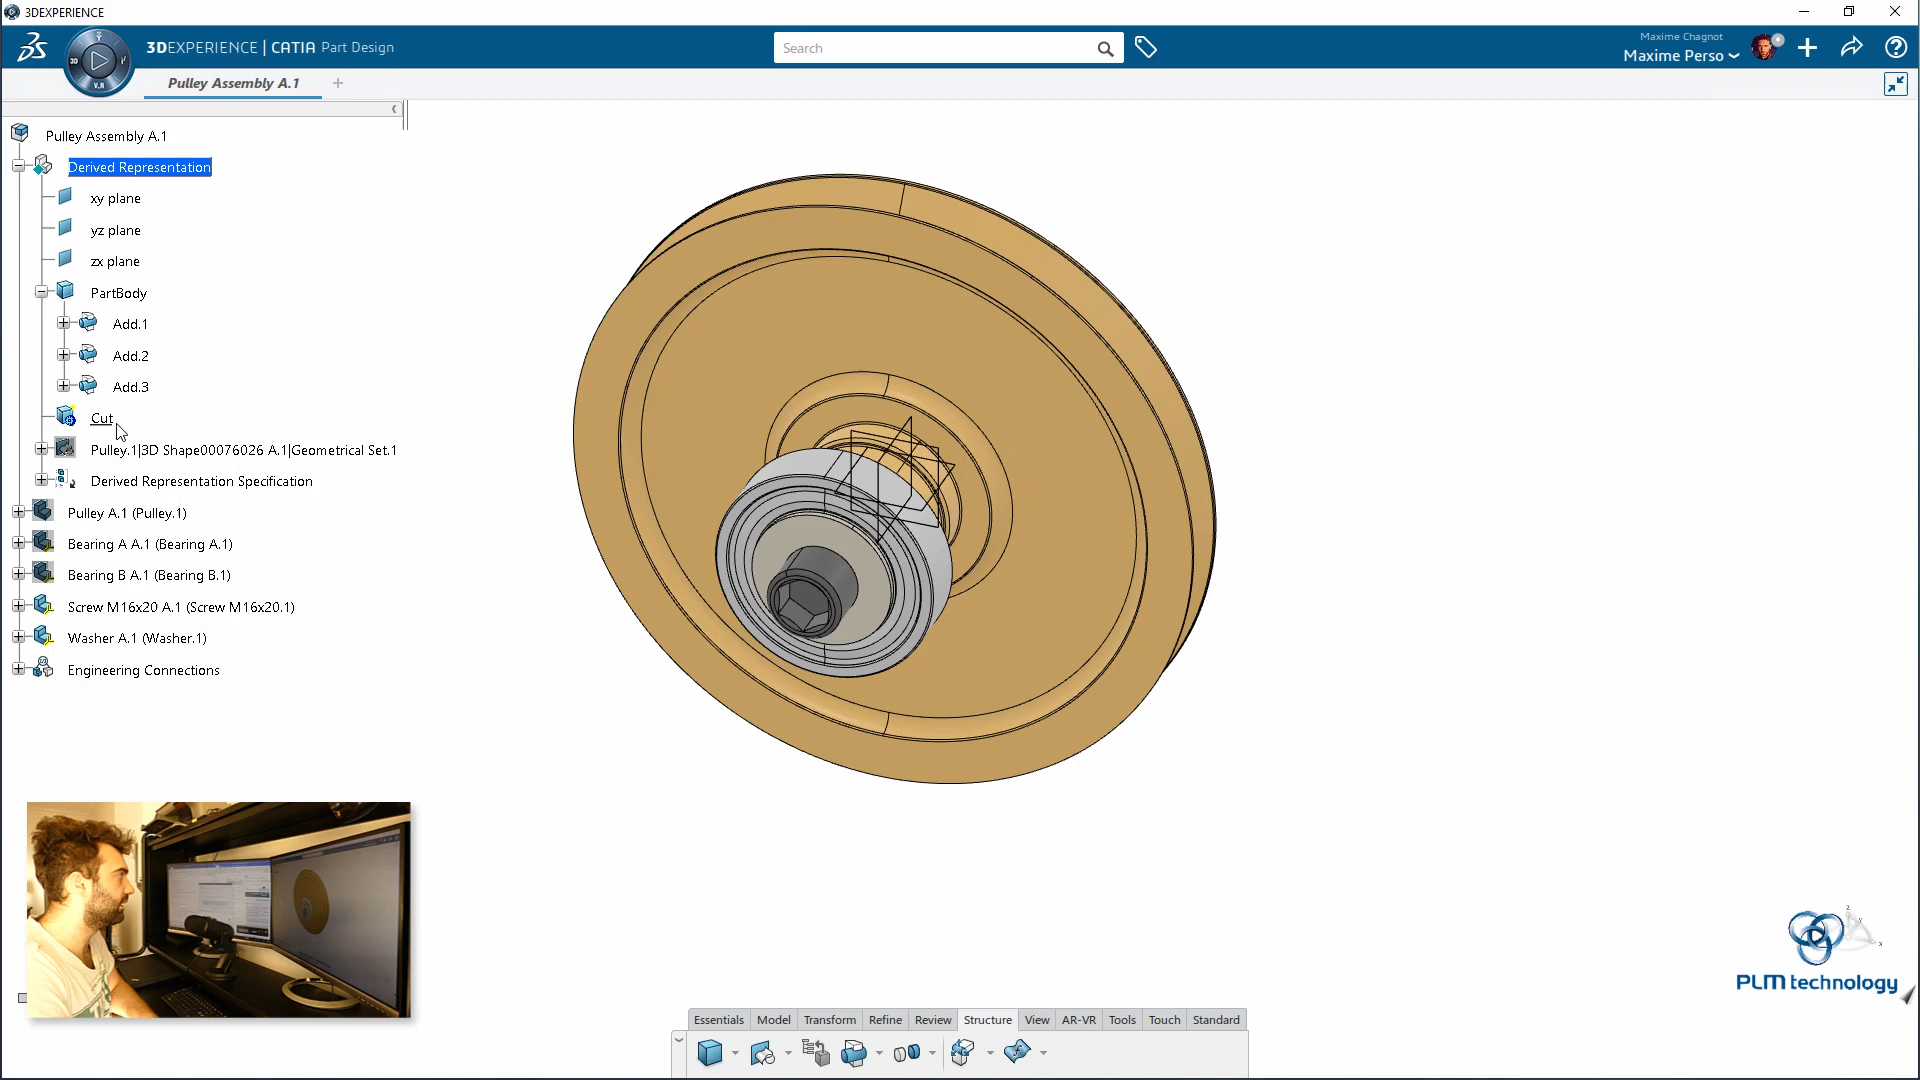 3DEXPERIENCE
3DEXPERIENCE | CATIA Part Design
Search
Maxime Chagnot
Maxime Perso
3D
V.R
Pulley Assembly A.1
Pulley Assembly A.1
Derived Representation
xy plane
yz plane
zx plane
PartBody
Add.1
Add.2
Add.3
Cut
Pulley.1|3D Shape00076026 A.1|Geometrical Set.1
Derived Representation Specification
Pulley A.1 (Pulley.1)
Bearing A A.1 (Bearing A.1)
Bearing B A.1 (Bearing B.1)
Screw M16x20 A.1 (Screw M16x20.1)
Washer A.1 (Washer.1)
Engineering Connections
z
y
x
PLM technology
Essentials Model Transform Refine Review Structure View AR-VR Tools Touch Standard